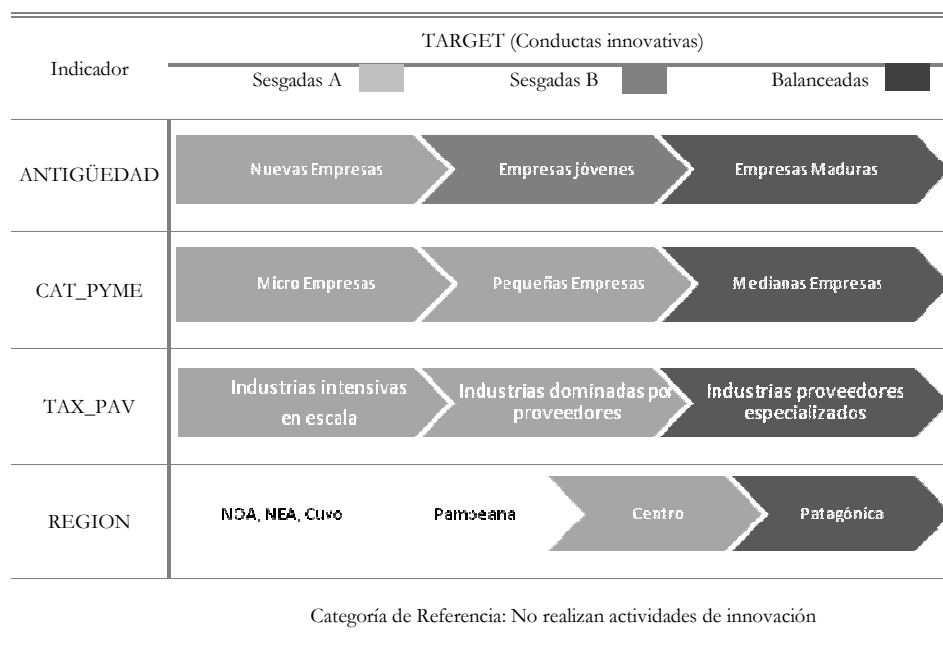 TARGET (Conductas innovativas)
Indicador
Sesgadas A
Sesgadas B
Balanceadas
ANTIGÜEDAD
Nuevas Empresas
Empresas jóvenes
Empresas Maduras
CAT_PYME
Micro Empresas
Pequeñas Empresas
Medianas Empresas
TAX_PAV
Industrias intensivas
en escala
Industrias dominadas por
proveedores
Industrias proveedores
especializados
REGION
NOA, NEA, Cuyo
Pampeana
Centro
Patagónica
Categoría de Referencia: No realizan actividades de innovación